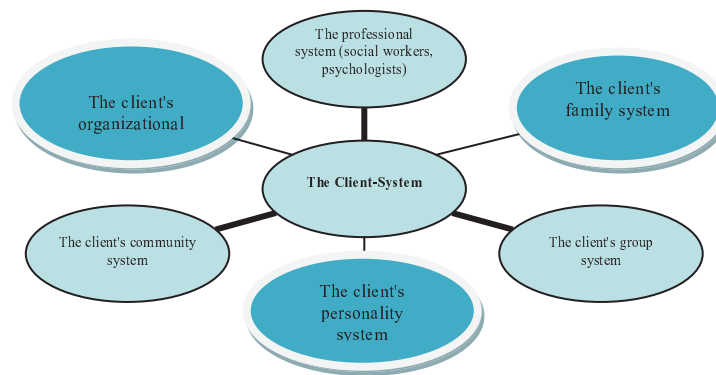 The professional
system (social workers,
psychologists)
The client's
organizational
The client's
family system
The Client-System
The client's community
system
The client's group
system
The client's
personality
system